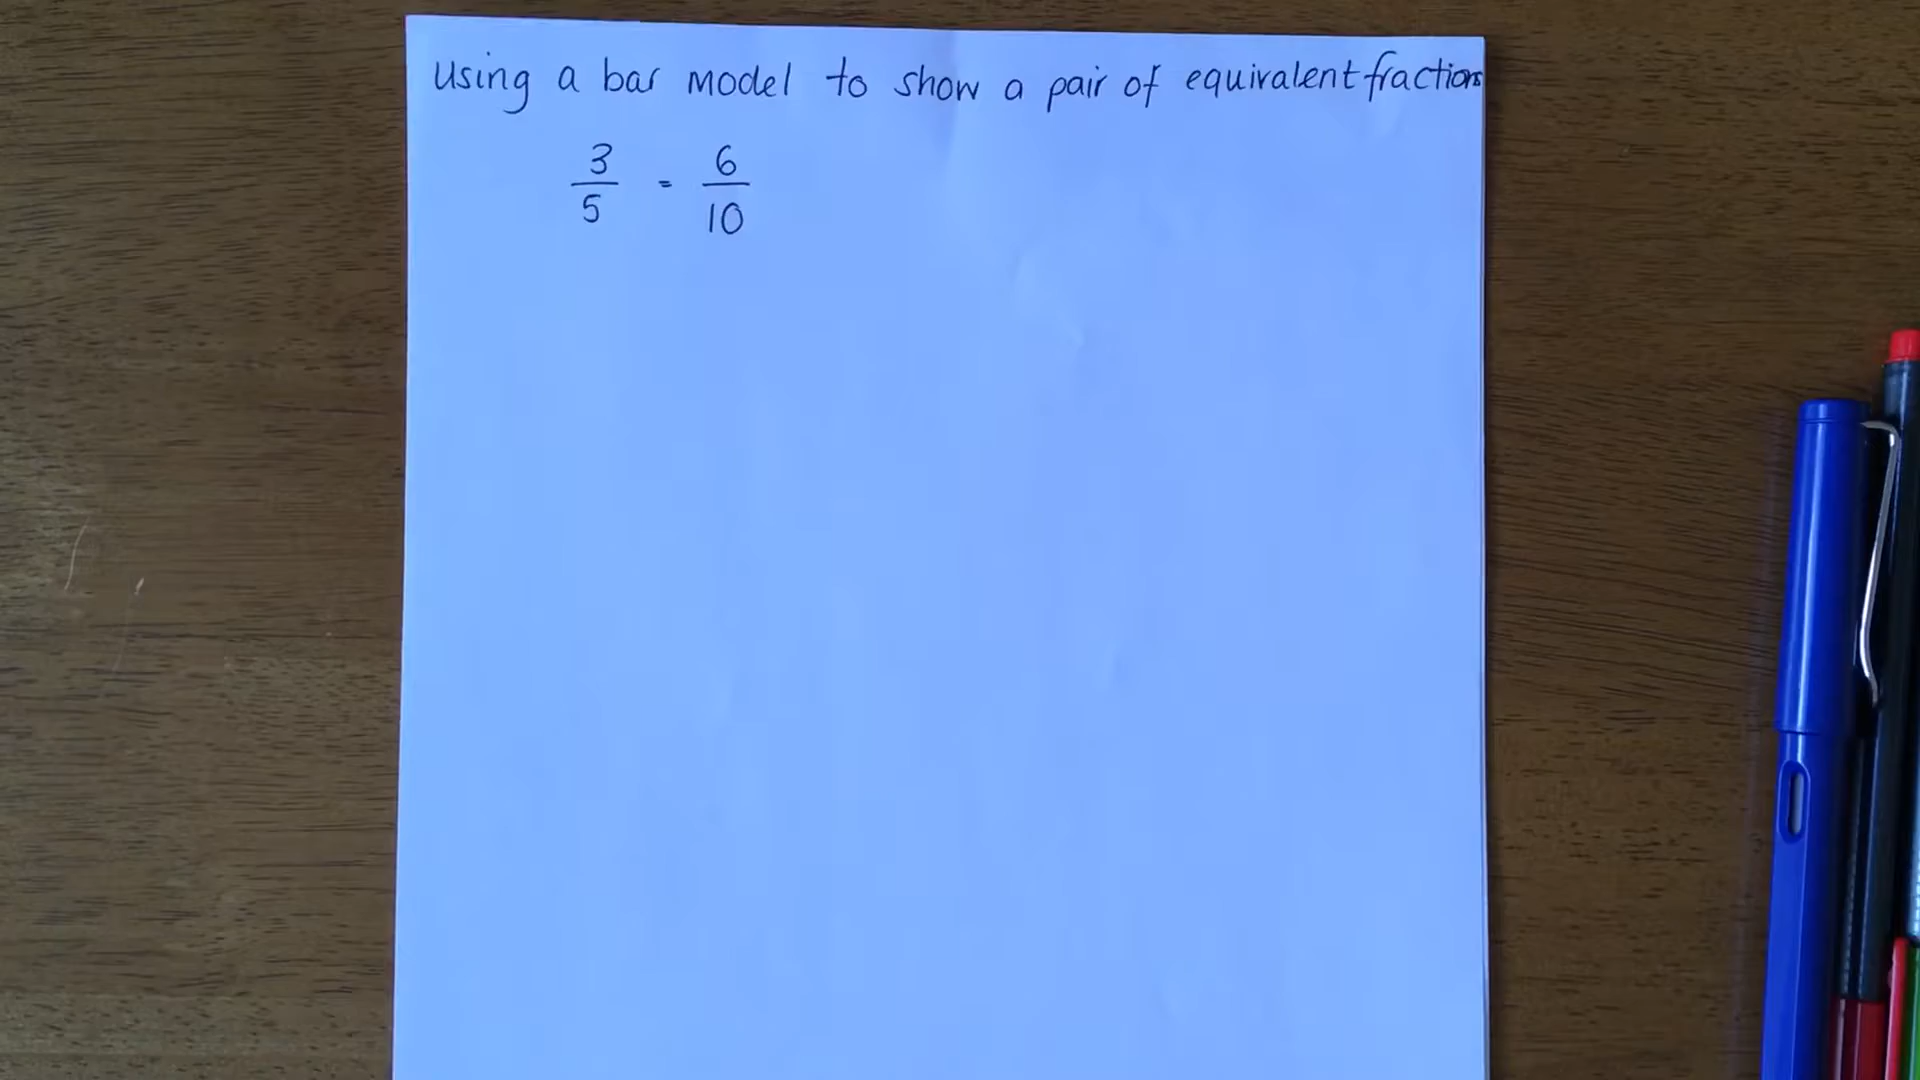 Using a bar model to show a pair of equivalent fractions
3/5 = 6/10